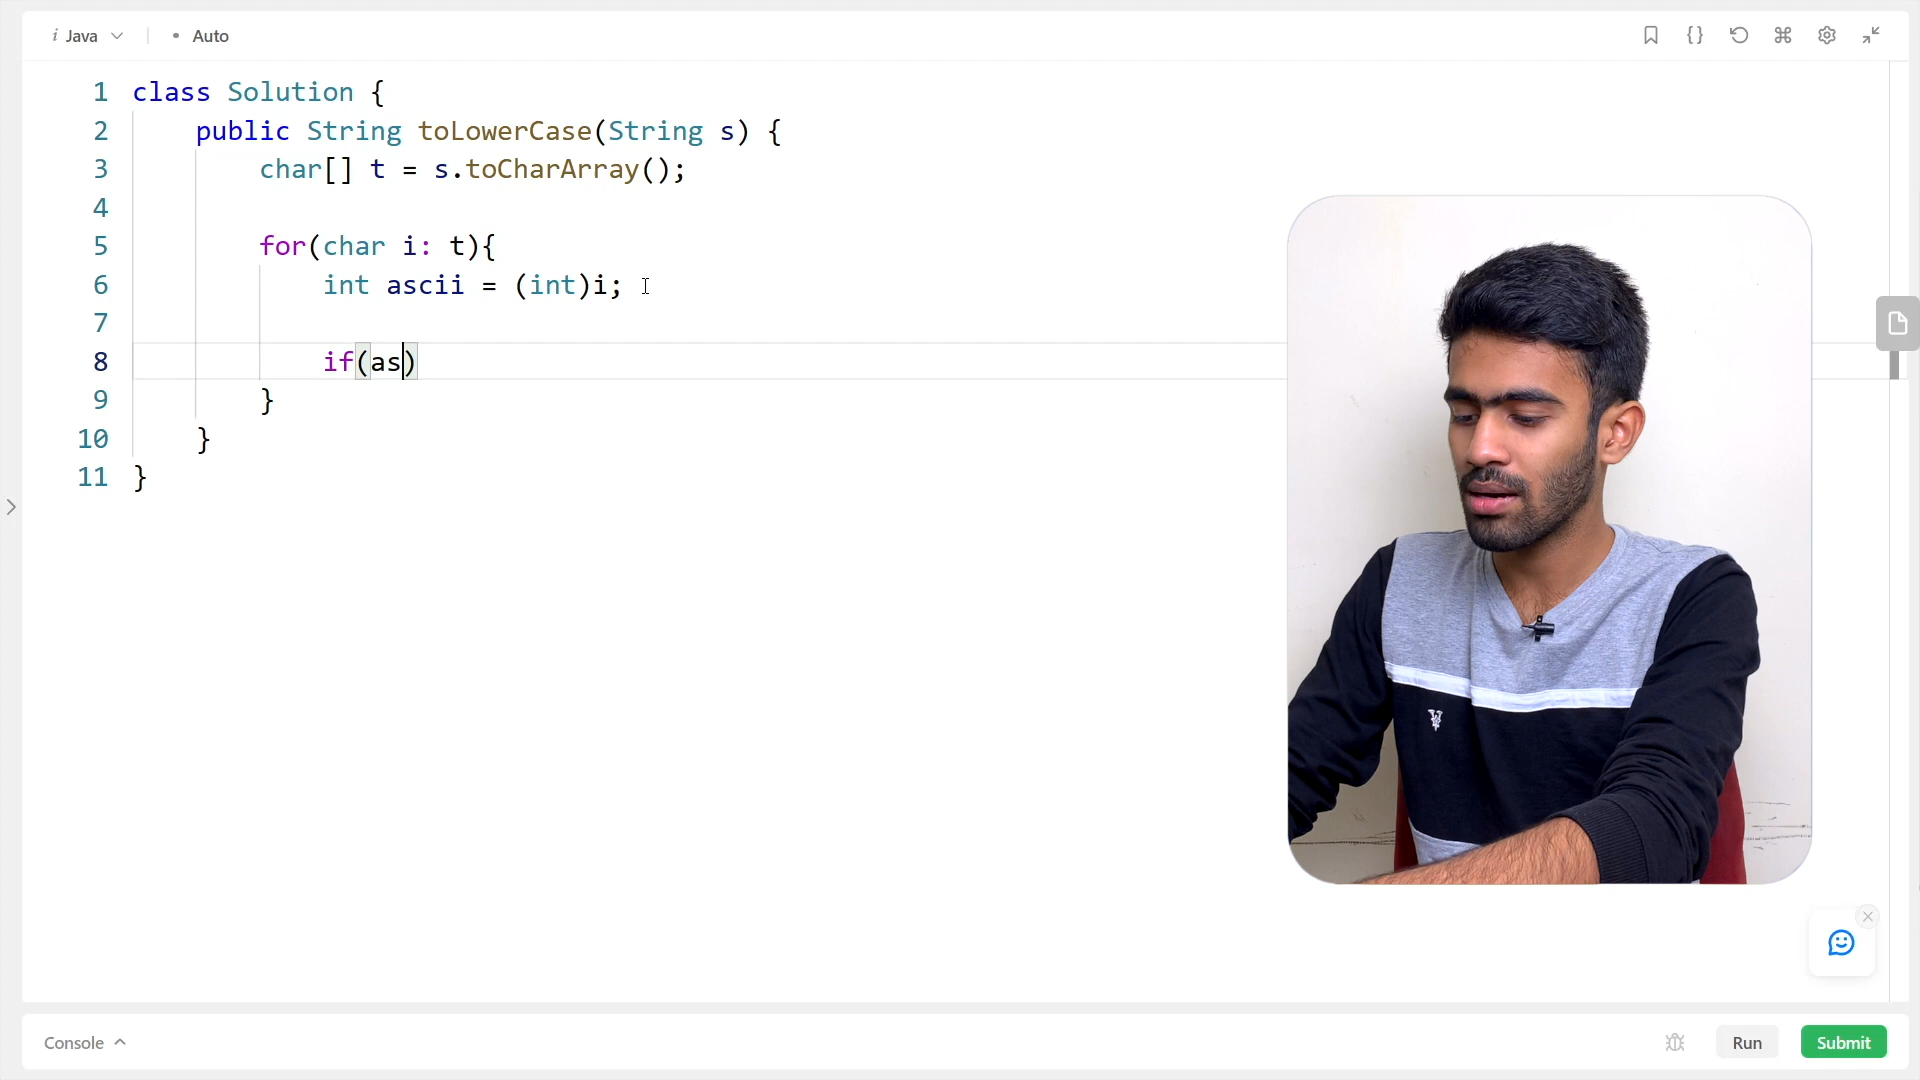 i Java
Auto
1 class Solution {
2 public String toLowerCase(String s) {
3 char[] t = s.toCharArray();
4
5 for(char i: t){
6 int ascii = (int)i;
7
8 if(as)
9 }
10 }
11 }
Console
Run
Submit